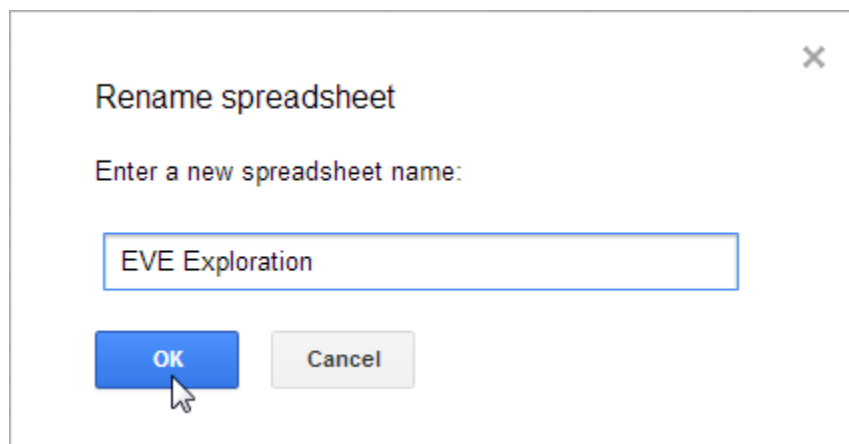 Rename spreadsheet
Enter a new spreadsheet name:
EVE Exploration
OK Cancel